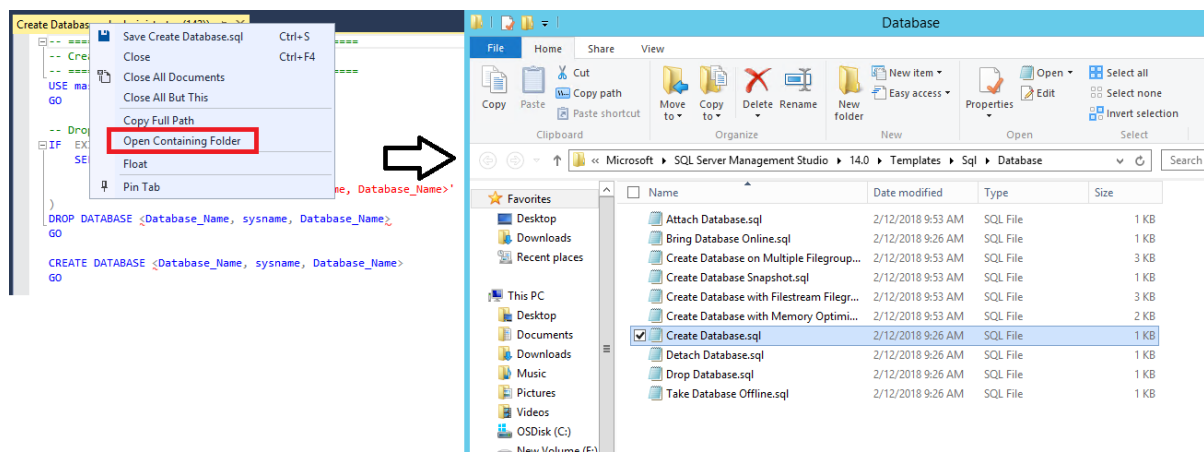 Create Databas
Save Create Database.sql Ctrl+S
Close Ctrl+F4
Close All Documents
Close All But This
Copy Full Path
Open Containing Folder
Float
Pin Tab
-- ====
-- Crea
-- ====
USE mas
GO
-- Drop
IF EX
SE
me, Database_Name>'
)
DROP DATABASE <Database_Name, sysname, Database_Name>
GO
CREATE DATABASE <Database_Name, sysname, Database_Name>
GO
Database
File Home Share View
Copy
Paste
Cut
Copy path
Paste shortcut
Clipboard
Move to
Copy to
Delete
Rename
Organize
New folder
New item
Easy access
New
Properties
Open
Edit
Open
Select all
Select none
Invert selection
Select
« Microsoft SQL Server Management Studio 14.0 Templates Sql Database
Search
Favorites
Desktop
Downloads
Recent places
This PC
Desktop
Documents
Downloads
Music
Pictures
Videos
OSDisk (C:)
New Volume (E:)
Name Date modified Type Size
Attach Database.sql 2/12/2018 9:53 AM SQL File 1 KB
Bring Database Online.sql 2/12/2018 9:26 AM SQL File 1 KB
Create Database on Multiple Filegroup... 2/12/2018 9:53 AM SQL File 3 KB
Create Database Snapshot.sql 2/12/2018 9:53 AM SQL File 1 KB
Create Database with Filestream Filegr... 2/12/2018 9:53 AM SQL File 3 KB
Create Database with Memory Optimi... 2/12/2018 9:53 AM SQL File 2 KB
Create Database.sql 2/12/2018 9:26 AM SQL File 1 KB
Detach Database.sql 2/12/2018 9:26 AM SQL File 1 KB
Drop Database.sql 2/12/2018 9:26 AM SQL File 1 KB
Take Database Offline.sql 2/12/2018 9:26 AM SQL File 1 KB